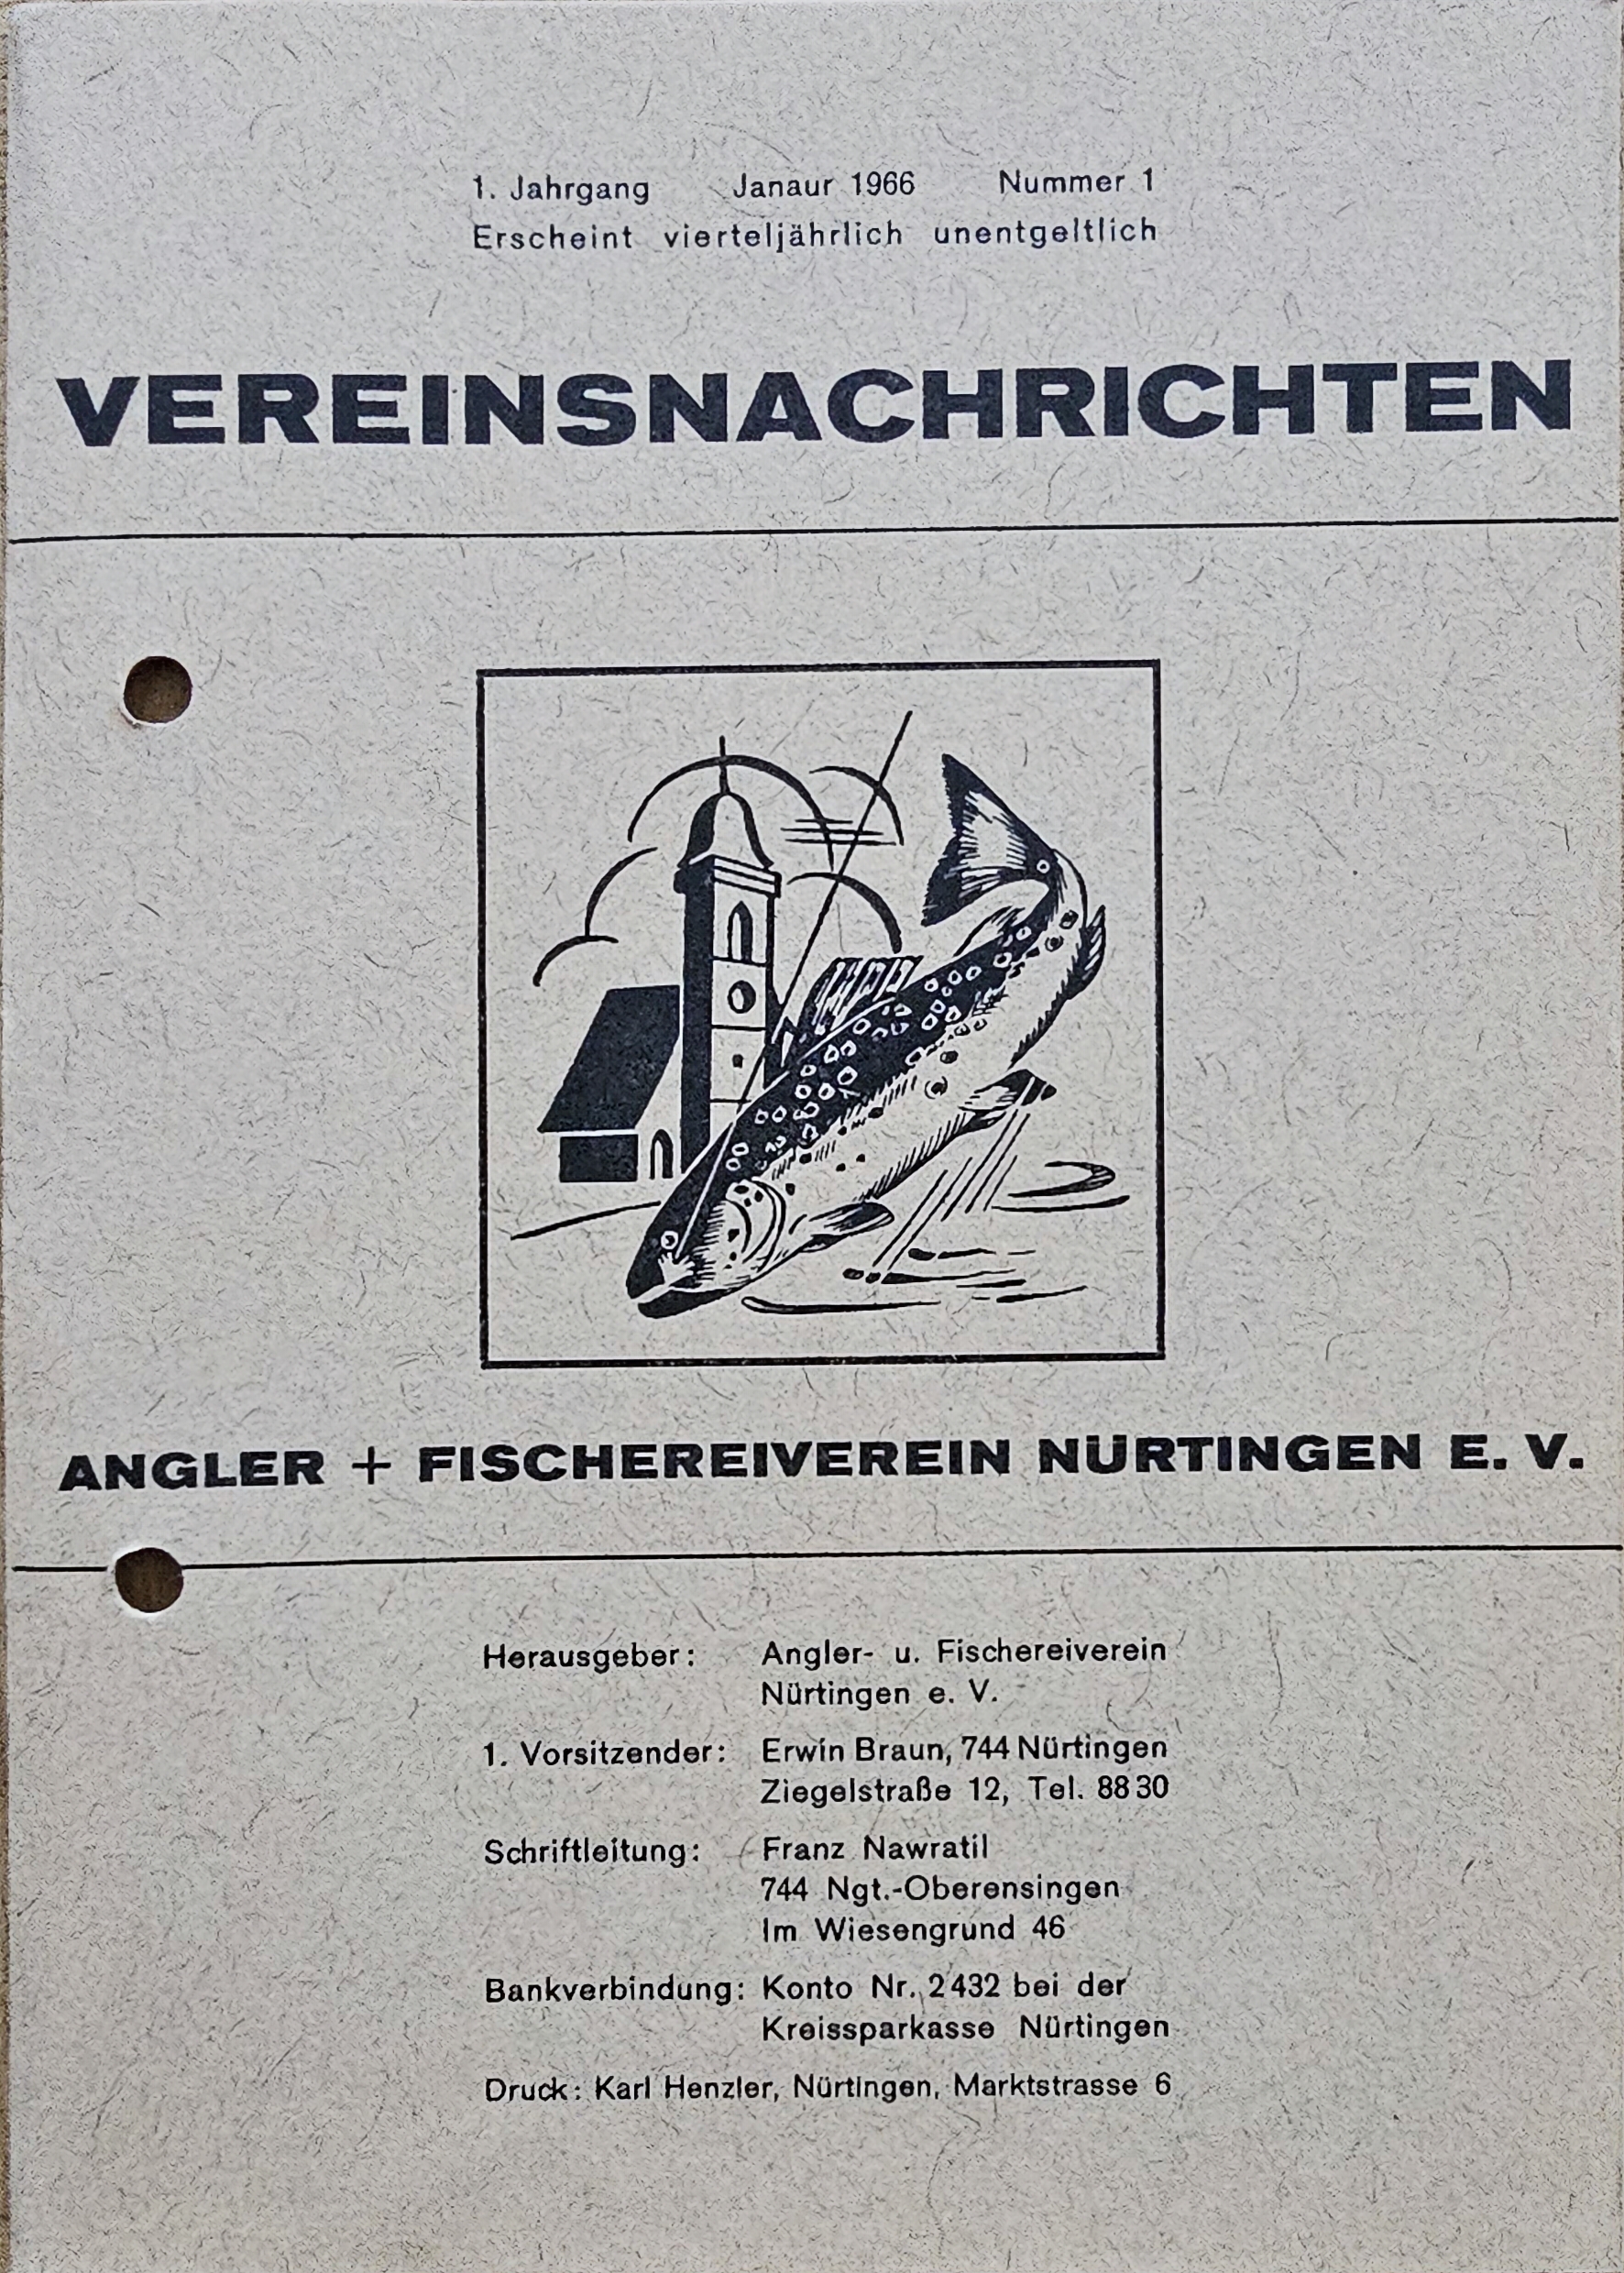 1. Jahrgang Janaur 1966 Nummer 1
Erscheint vierteljährlich unentgeltlich
VEREINSNACHRICHTEN
ANGLER + FISCHEREIVEREIN NÜRTINGEN E. V.
Herausgeber: Angler- u. Fischereiverein
Nürtingen e. V.
1. Vorsitzender: Erwin Braun, 744 Nürtingen
Ziegelstraße 12, Tel. 88 30
Schriftleitung: Franz Nawratil
744 Ngt.-Oberensingen
Im Wiesengrund 46
Bankverbindung: Konto Nr. 2 432 bei der
Kreissparkasse Nürtingen
Druck: Karl Henzler, Nürtingen, Marktstrasse 6